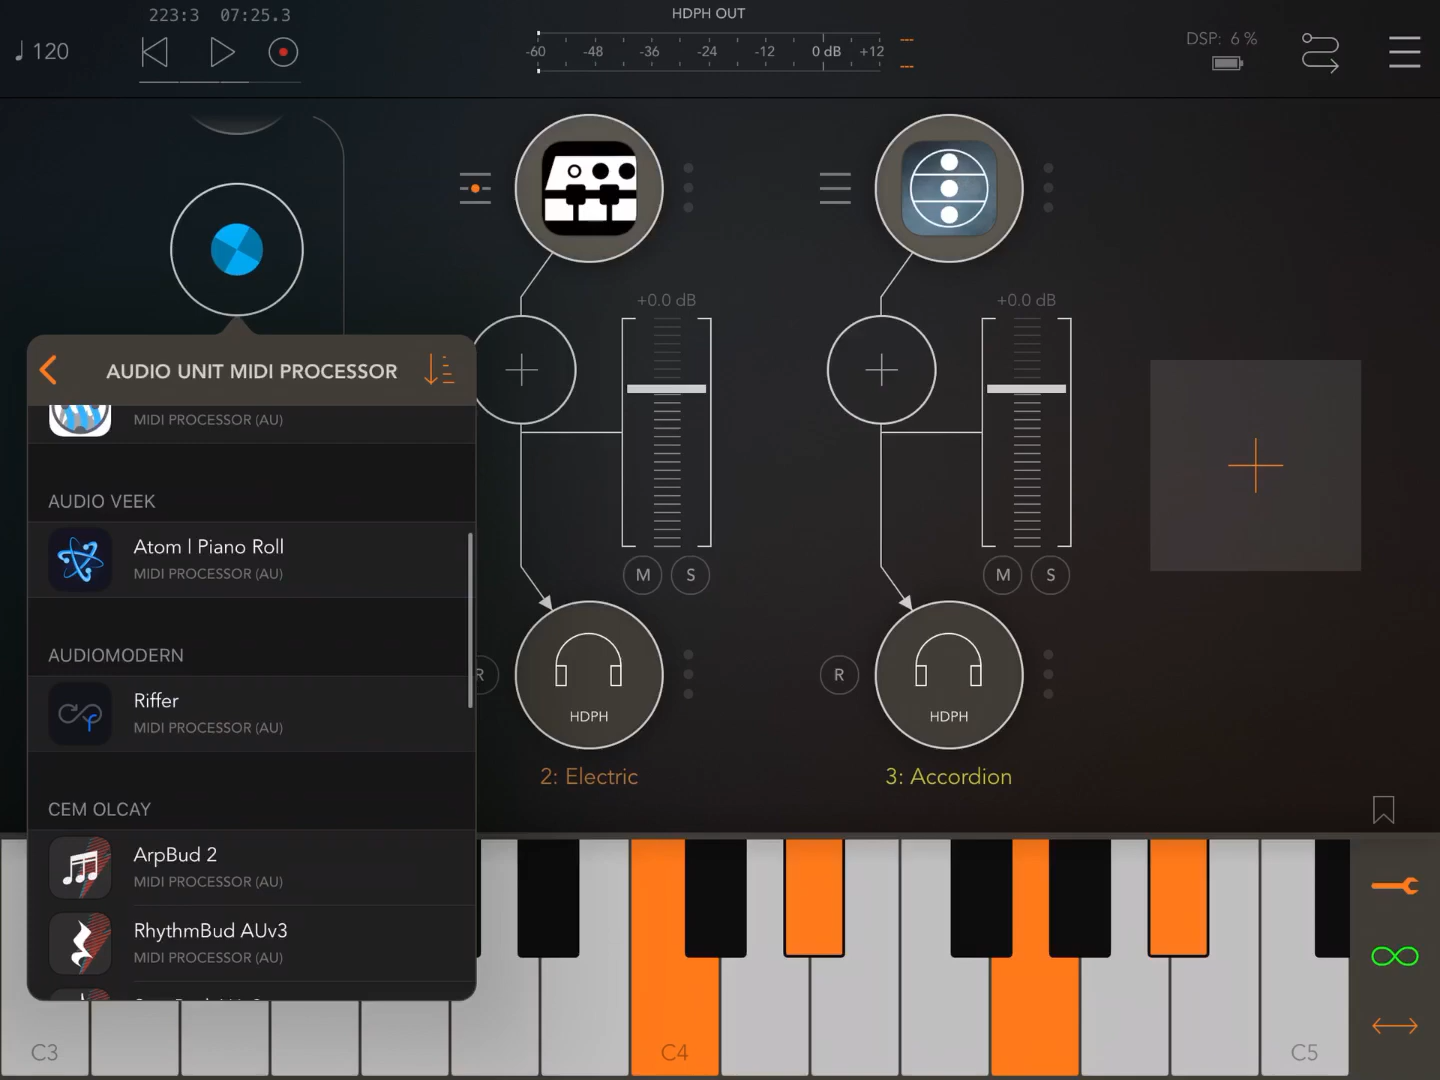 223:3 07:25.3
HDPH OUT
♩ 120
-60 -48 -36 -24 -12 0 dB +12
--- 
---
DSP: 6 %
+0.0 dB
+0.0 dB
AUDIO UNIT MIDI PROCESSOR
MIDI PROCESSOR (AU)
AUDIO VEEK
Atom | Piano Roll
MIDI PROCESSOR (AU)
AUDIOMODERN
Riffer
MIDI PROCESSOR (AU)
CEM OLCAY
ArpBud 2
MIDI PROCESSOR (AU)
RhythmBud AUv3
MIDI PROCESSOR (AU)
M S
M S
R
R
HDPH
HDPH
2: Electric
3: Accordion
C3 C4 C5